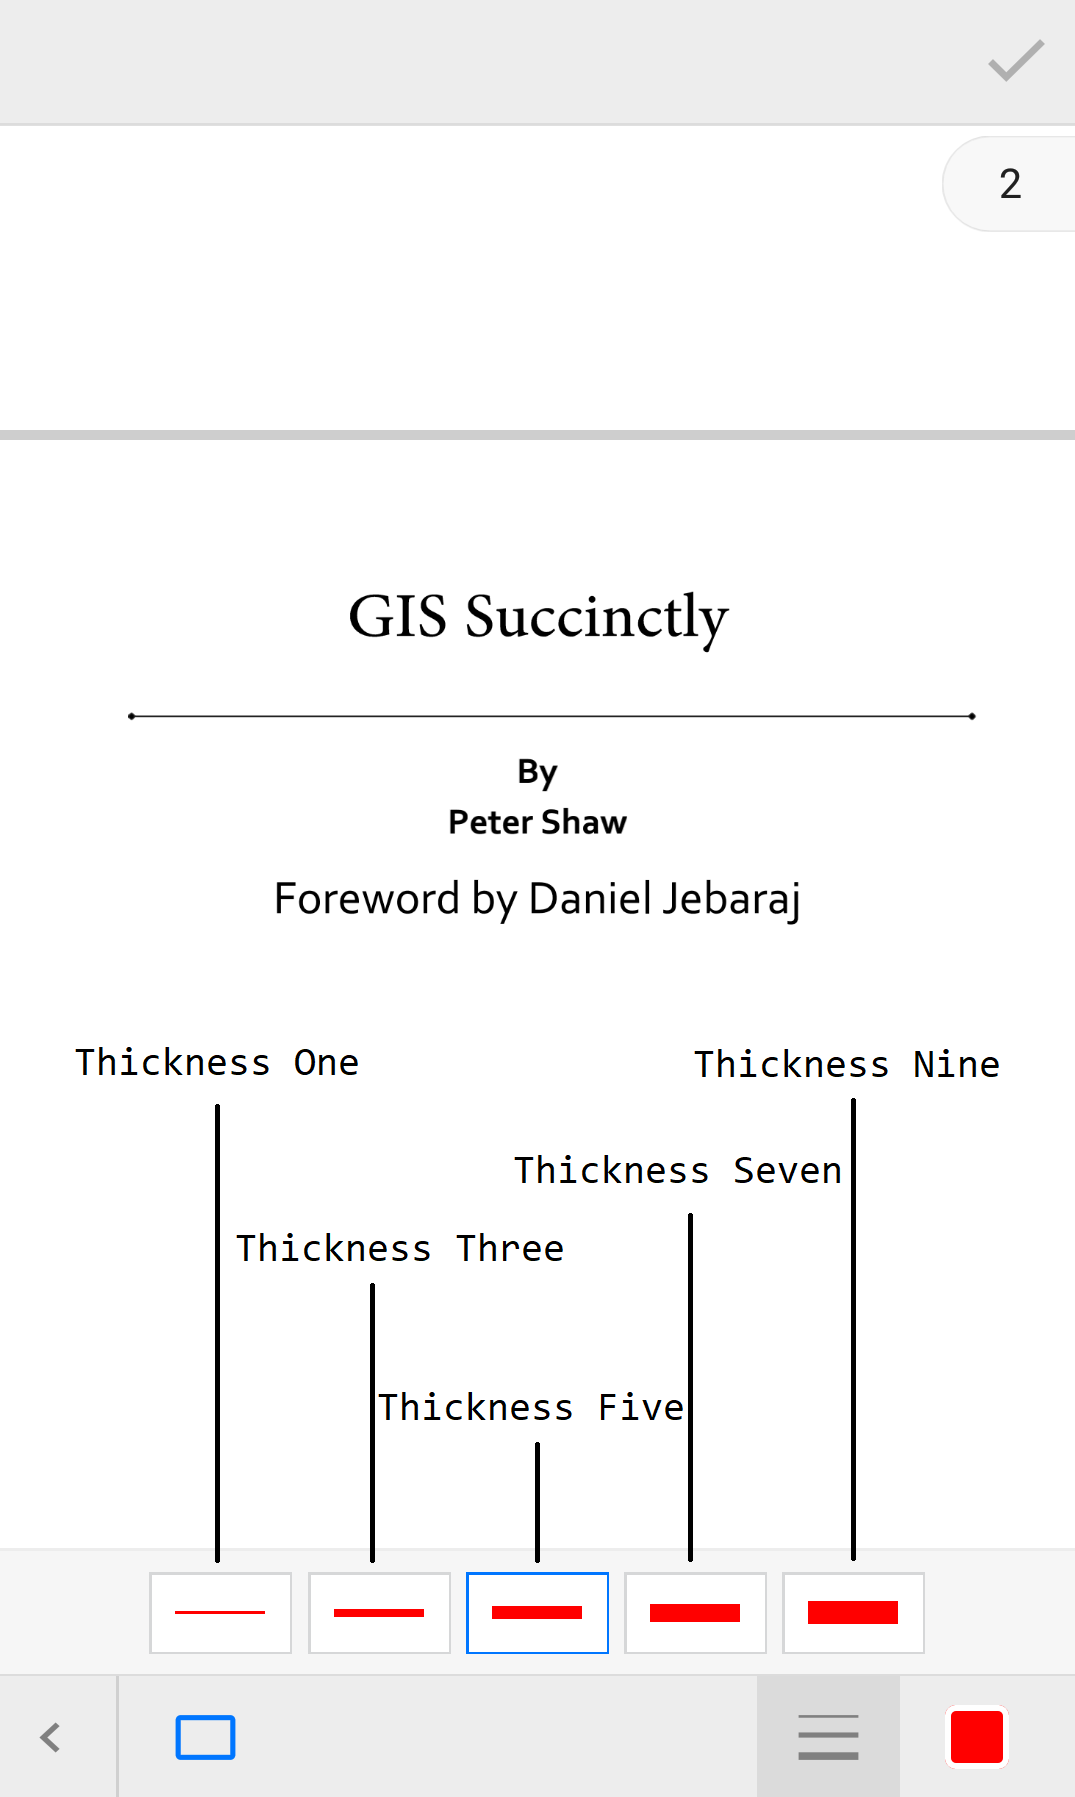 2
GIS Succinctly
By
Peter Shaw
Foreword by Daniel Jebaraj
Thickness One
Thickness Nine
Thickness Seven
Thickness Three
Thickness Five